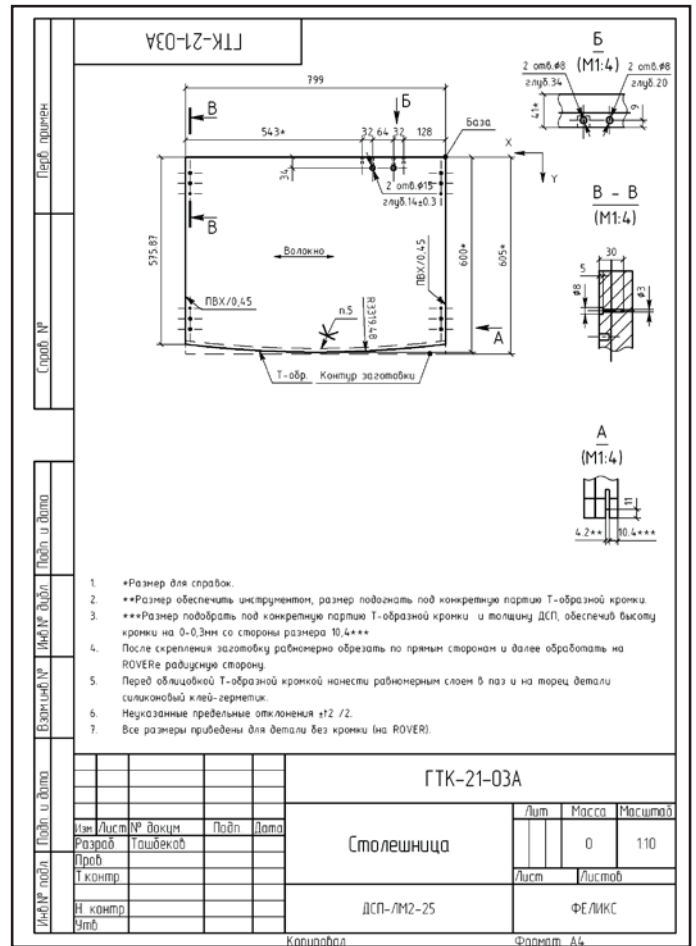 ГТК-21-03А
Перв. примен
Справ №
Подп и дата
Инв № дубл
Взам инв №
Подп и дата
Инв № подл
799
В
Б
543*
32
64
32
128
База
X
Y
34
2 отв.⌀15
глуб.14±0.3
В
575.87
Волокно
600*
605*
ПВХ/0,45
ПВХ/0,45
п.5
R3319.48
А
Т-обр.
Контур заготовки
Б
(М1:4)
2 отв.⌀8
глуб.34
2 отв.⌀8
глуб.20
41*
9
В - В
(М1:4)
30
5
⌀8
⌀3
А
(М1:4)
11
4.2**
10.4***
1. *Размер для справок.
2. **Размер обеспечить инструментом, размер подогнать под конкретную партию Т-образной кромки.
3. ***Размер подобрать под конкретную партию Т-образной кромки и толщину ДСП, обеспечив высоту
кромки на 0-0,3мм со стороны размера 10,4***
4. После скрепления заготовку равномерно обрезать по прямым сторонам и далее обработать на
ROVERе радиусную сторону.
5. Перед облицовкой Т-образной кромкой нанести равномерным слоем в паз и на торец детали
силиконовый клей-герметик.
6. Неуказанные предельные отклонения ±t2 /2.
7. Все размеры приведены для детали без кромки (на ROVER).
ГТК-21-03А
Изм Лист № докум Подп Дата
Разраб Ташбеков
Пров
Т контр
Н контр
Утв
Столешница
Лит Масса Масштаб
0 110
Лист Листов
ДСП-ЛМ2-25
ФЕЛИКС
Копировал
Формат А4